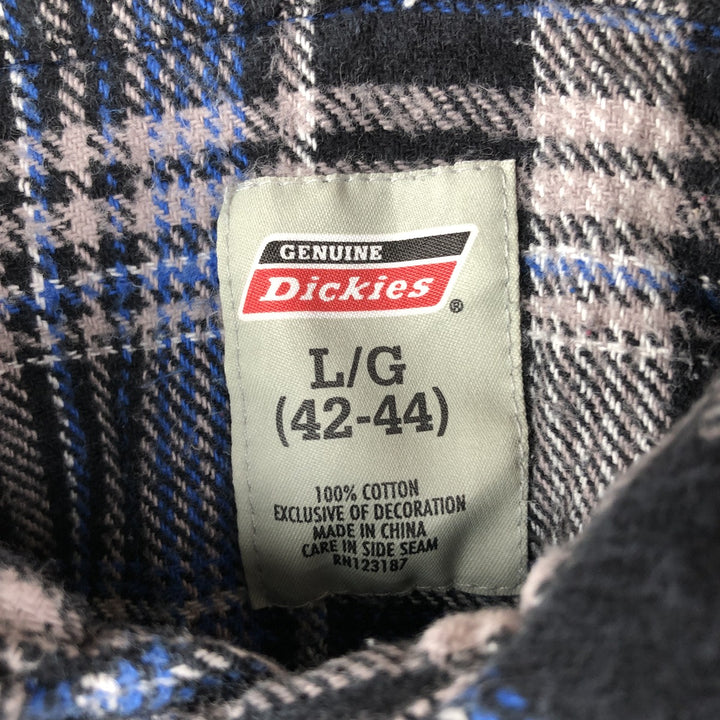 GENUINE
Dickies ®
L/G
(42-44)
100% COTTON
EXCLUSIVE OF DECORATION
MADE IN CHINA
CARE IN SIDE SEAM
RN123187